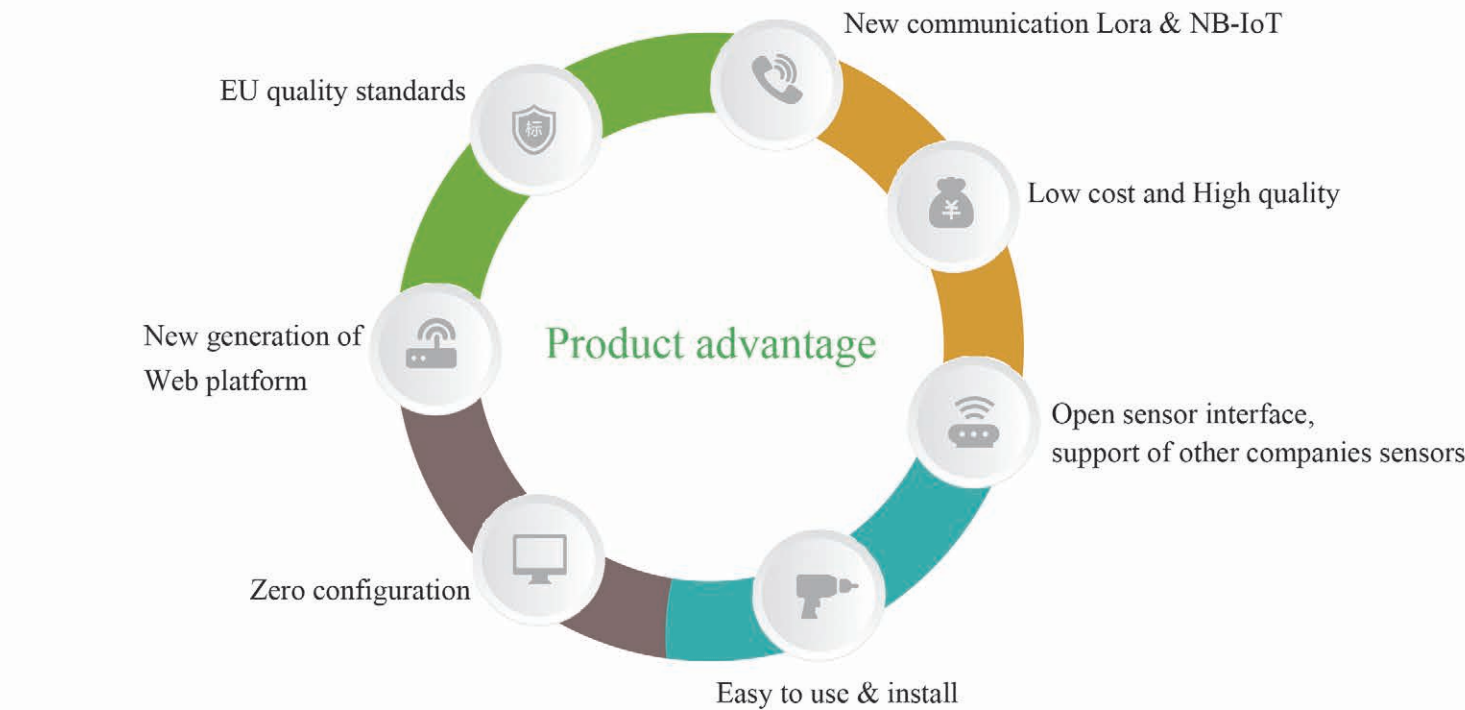 New communication Lora & NB-IoT
EU quality standards
标
Low cost and High quality
¥
New generation of
Web platform
Product advantage
Open sensor interface,
support of other companies sensors
Zero configuration
Easy to use & install